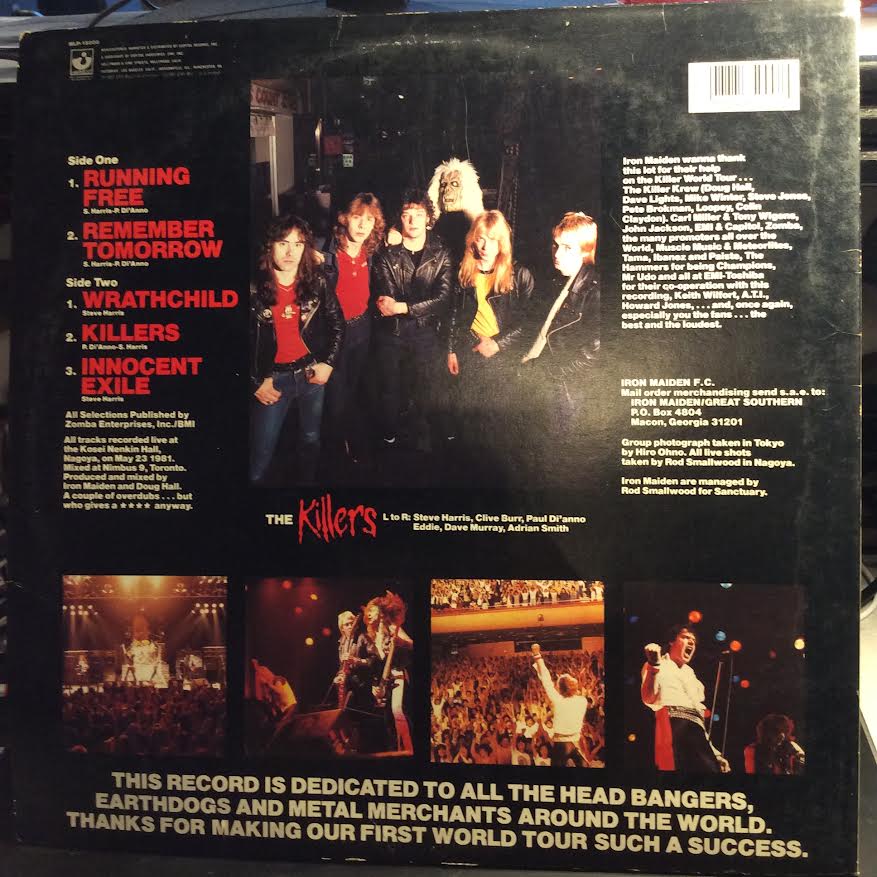 MLP-15000
MANUFACTURED, MARKETED & DISTRIBUTED BY CAPITOL RECORDS, INC.
Side One
1. RUNNING
FREE
S. Harris-P. Di'Anno
2. REMEMBER
TOMORROW
S. Harris-P. Di'Anno
Side Two
1. WRATHCHILD
Steve Harris
2. KILLERS
P. Di'Anno-S. Harris
3. INNOCENT
EXILE
Steve Harris
All Selections Published by
Zomba Enterprises, Inc./BMI
All tracks recorded live at
the Kosei Nenkin Hall,
Nagoya, on May 23 1981.
Mixed at Nimbus 9, Toronto.
Produced and mixed by
Iron Maiden and Doug Hall.
A couple of overdubs ... but
who gives a ★★★★ anyway.
THE Killers
L to R: Steve Harris, Clive Burr, Paul Di'anno
Eddie, Dave Murray, Adrian Smith
Iron Maiden wanna thank
this lot for their help
on the Killer World Tour ...
The Killer Krew (Doug Hall,
Dave Lights, Mike Winter, Steve Jones,
Pete Brokman, Loopy, Cells,
Claydon), Carl Miller & Tony Wigens,
John Jackson, EMI & Capitol, Zomba,
the many promoters all over the
World, Muscle Music & Meteorlites,
Tama, Ibanez and Paiste, The
Hammers for being Champions,
Mr Udo and all at EMI-Toshiba
for their co-operation with this
recording, Keith Wilfort, A.T.I.,
Howard Jones, ... and, once again,
especially you the fans ... the
best and the loudest.
IRON MAIDEN F.C.
Mail order merchandising send s.a.e. to:
IRON MAIDEN/GREAT SOUTHERN
P.O. Box 4804
Macon, Georgia 31201
Group photograph taken in Tokyo
by Hiro Ohno. All live shots
taken by Rod Smallwood in Nagoya.
Iron Maiden are managed by
Rod Smallwood for Sanctuary.
THIS RECORD IS DEDICATED TO ALL THE HEAD BANGERS,
EARTHDOGS AND METAL MERCHANTS AROUND THE WORLD.
THANKS FOR MAKING OUR FIRST WORLD TOUR SUCH A SUCCESS.